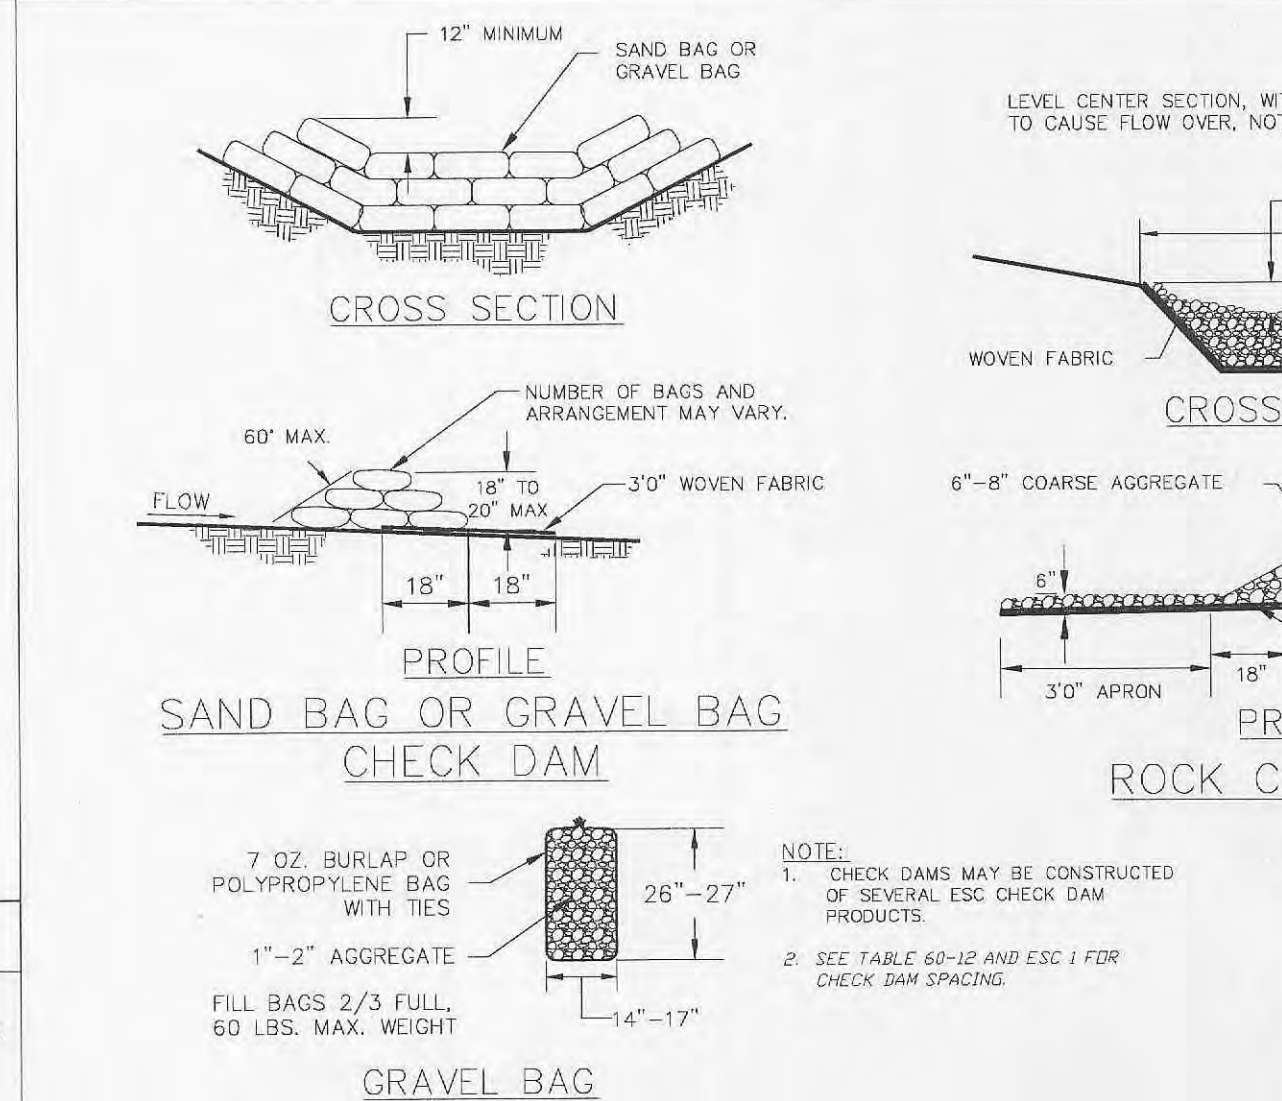 12" MINIMUM
SAND BAG OR
GRAVEL BAG
CROSS SECTION
NUMBER OF BAGS AND
ARRANGEMENT MAY VARY.
60° MAX.
FLOW
18" TO
20" MAX
3'0" WOVEN FABRIC
18"
18"
PROFILE
SAND BAG OR GRAVEL BAG
CHECK DAM
7 OZ. BURLAP OR
POLYPROPYLENE BAG
WITH TIES
1"-2" AGGREGATE
FILL BAGS 2/3 FULL,
60 LBS. MAX. WEIGHT
26"-27"
14"-17"
GRAVEL BAG
LEVEL CENTER SECTION, WI
TO CAUSE FLOW OVER, NOT
WOVEN FABRIC
CROSS
6"-8" COARSE AGGREGATE
6"
3'0" APRON
18"
PR
ROCK C
NOTE:
1. CHECK DAMS MAY BE CONSTRUCTED
OF SEVERAL ESC CHECK DAM
PRODUCTS.
2. SEE TABLE 60-12 AND ESC 1 FOR
CHECK DAM SPACING.